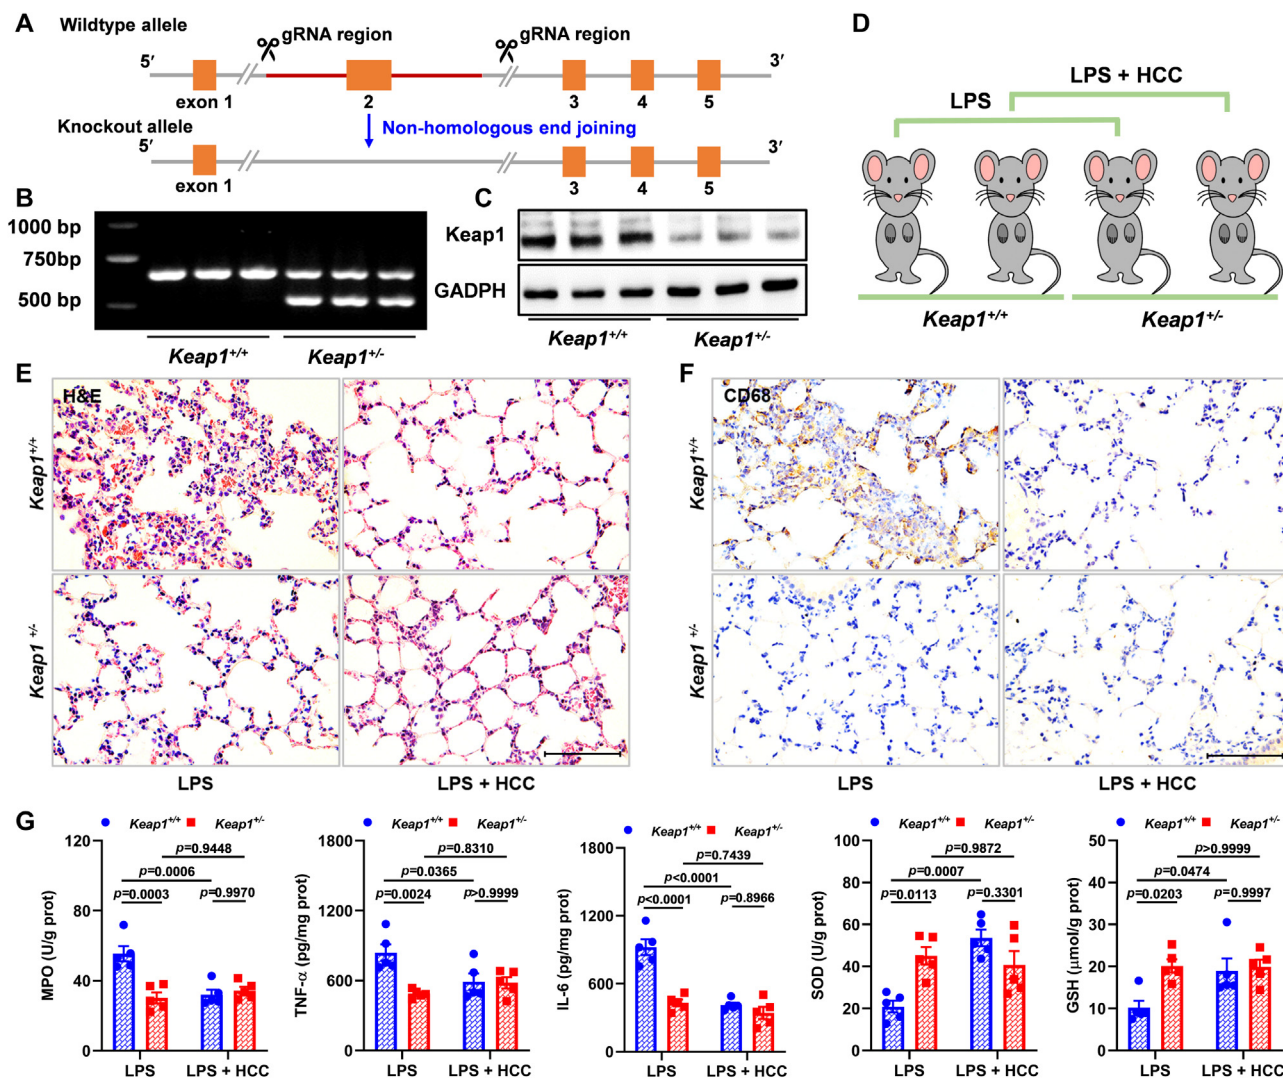 A
Wildtype allele
gRNA region
gRNA region
5′
3′
exon 1
2
3
4
5
Non-homologous end joining
Knockout allele
5′
3′
exon 1
3
4
5
B
1000 bp
750bp
500 bp
Keap1+/+
Keap1+/-
C
Keap1
GADPH
Keap1+/+
Keap1+/-
D
LPS + HCC
LPS
Keap1+/+
Keap1+/-
E
H&E
Keap1+/+
Keap1 +/-
LPS
LPS + HCC
F
CD68
Keap1+/+
Keap1 +/-
LPS
LPS + HCC
G
Keap1+/+
Keap1+/-
MPO (U/g prot)
120
80
40
0
p=0.9448
p=0.0006
p=0.0003
p=0.9970
LPS
LPS + HCC
Keap1+/+
Keap1+/-
TNF-α (pg/mg prot)
1800
1200
600
0
p=0.8310
p=0.0365
p=0.0024
p>0.9999
LPS
LPS + HCC
Keap1+/+
Keap1+/-
IL-6 (pg/mg prot)
1800
1200
600
0
p=0.7439
p<0.0001
p<0.0001
p=0.8966
LPS
LPS + HCC
Keap1+/+
Keap1+/-
SOD (U/g prot)
100
80
60
40
20
0
p=0.9872
p=0.0007
p=0.0113
p=0.3301
LPS
LPS + HCC
Keap1+/+
Keap1+/-
GSH (μmol/g prot)
50
40
30
20
10
0
p>0.9999
p=0.0474
p=0.0203
p=0.9997
LPS
LPS + HCC